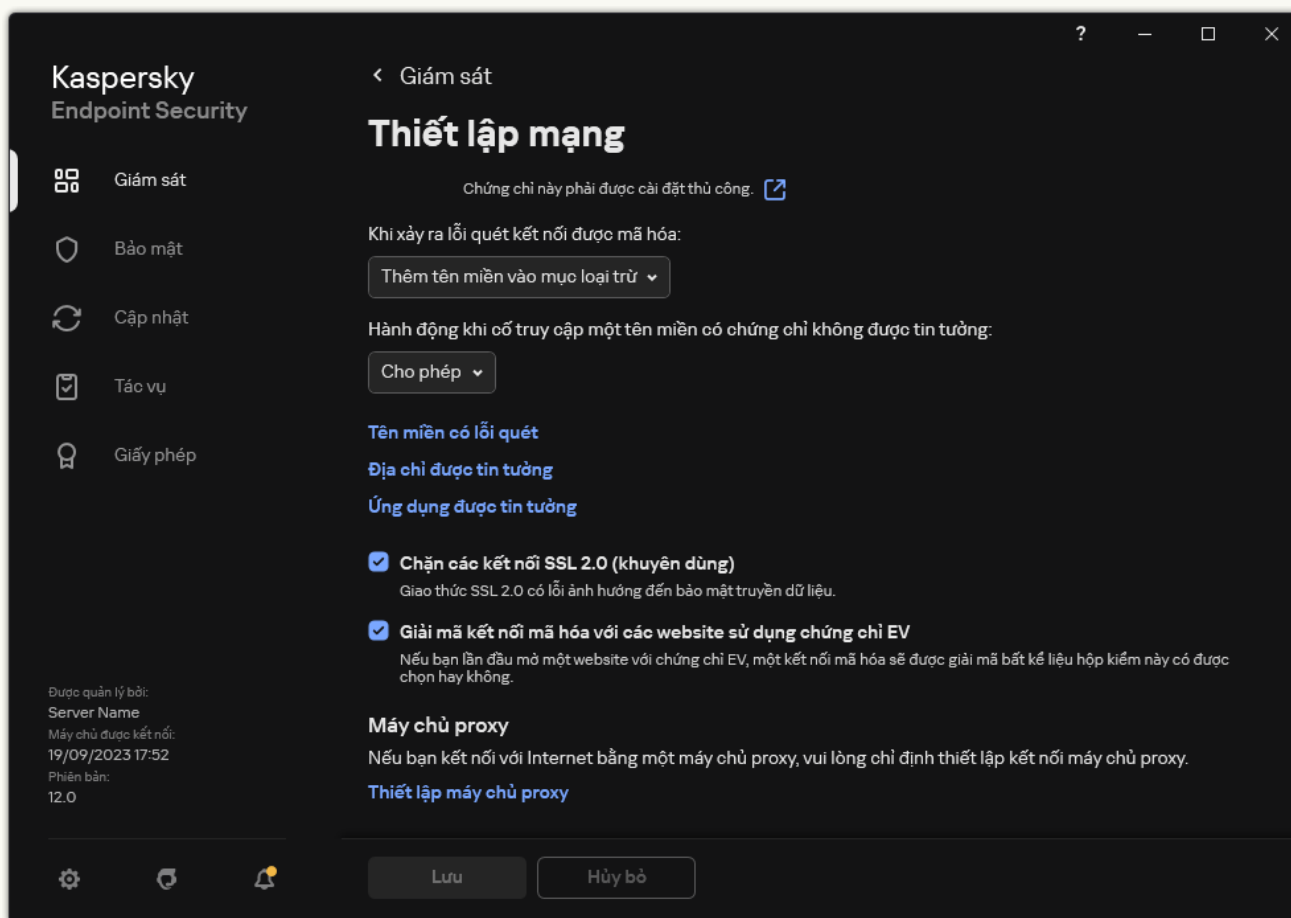 ?
Kaspersky
Endpoint Security
Giám sát
Bảo mật
Cập nhật
Tác vụ
Giấy phép
Được quản lý bởi:
Server Name
Máy chủ được kết nối:
19/09/2023 17:52
Phiên bản:
12.0
Giám sát
Thiết lập mạng
Chứng chỉ này phải được cài đặt thủ công.
Khi xảy ra lỗi quét kết nối được mã hóa:
Thêm tên miền vào mục loại trừ
Hành động khi cố truy cập một tên miền có chứng chỉ không được tin tưởng:
Cho phép
Tên miền có lỗi quét
Địa chỉ được tin tưởng
Ứng dụng được tin tưởng
Chặn các kết nối SSL 2.0 (khuyên dùng)
Giao thức SSL 2.0 có lỗi ảnh hưởng đến bảo mật truyền dữ liệu.
Giải mã kết nối mã hóa với các website sử dụng chứng chỉ EV
Nếu bạn lần đầu mở một website với chứng chỉ EV, một kết nối mã hóa sẽ được giải mã bất kể liệu hộp kiểm này có được
chọn hay không.
Máy chủ proxy
Nếu bạn kết nối với Internet bằng một máy chủ proxy, vui lòng chỉ định thiết lập kết nối máy chủ proxy.
Thiết lập máy chủ proxy
Lưu
Hủy bỏ